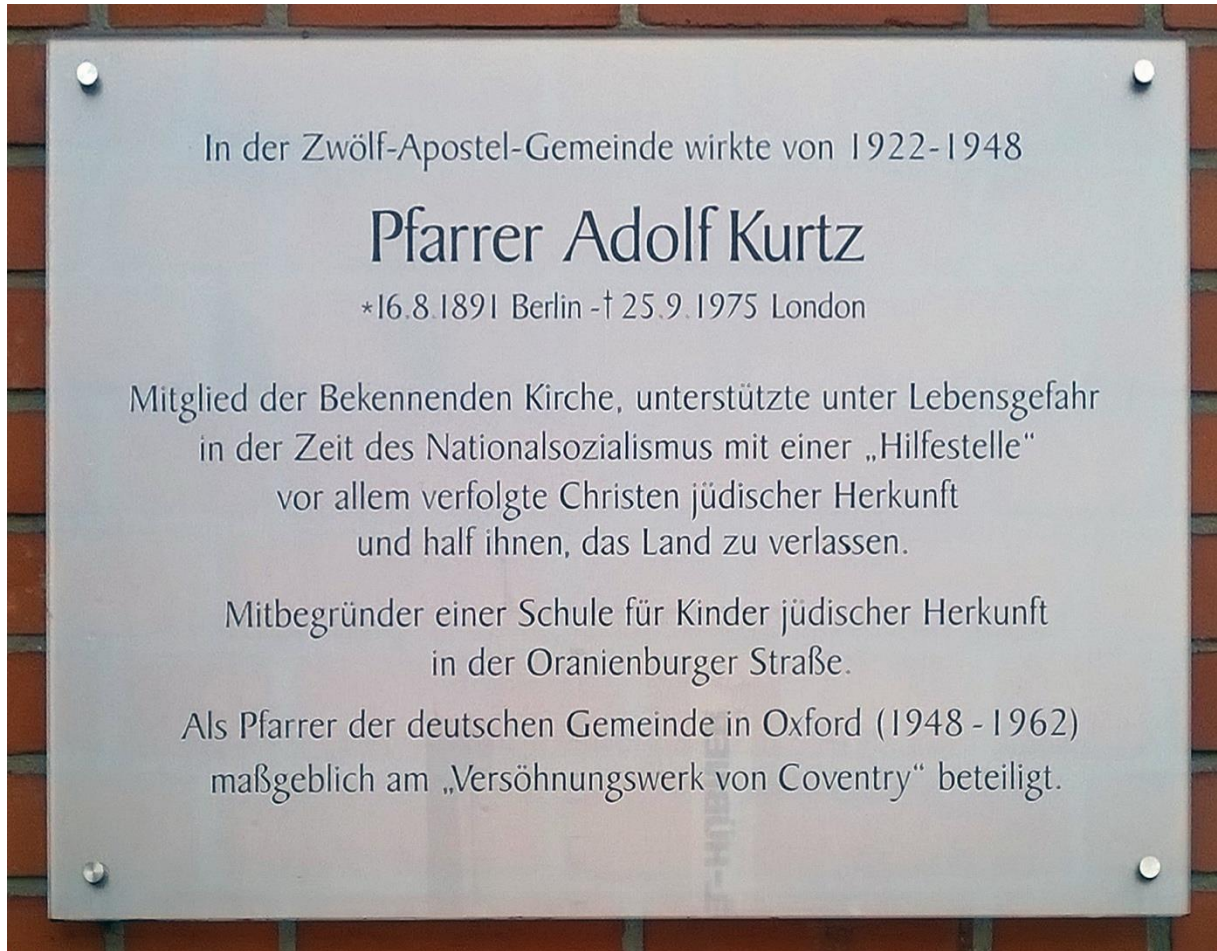 In der Zwölf-Apostel-Gemeinde wirkte von 1922-1948
Pfarrer Adolf Kurtz
*16.8.1891 Berlin -† 25.9.1975 London
Mitglied der Bekennenden Kirche, unterstützte unter Lebensgefahr
in der Zeit des Nationalsozialismus mit einer „Hilfestelle“
vor allem verfolgte Christen jüdischer Herkunft
und half ihnen, das Land zu verlassen.
Mitbegründer einer Schule für Kinder jüdischer Herkunft
in der Oranienburger Straße.
Als Pfarrer der deutschen Gemeinde in Oxford (1948 - 1962)
maßgeblich am „Versöhnungswerk von Coventry“ beteiligt.